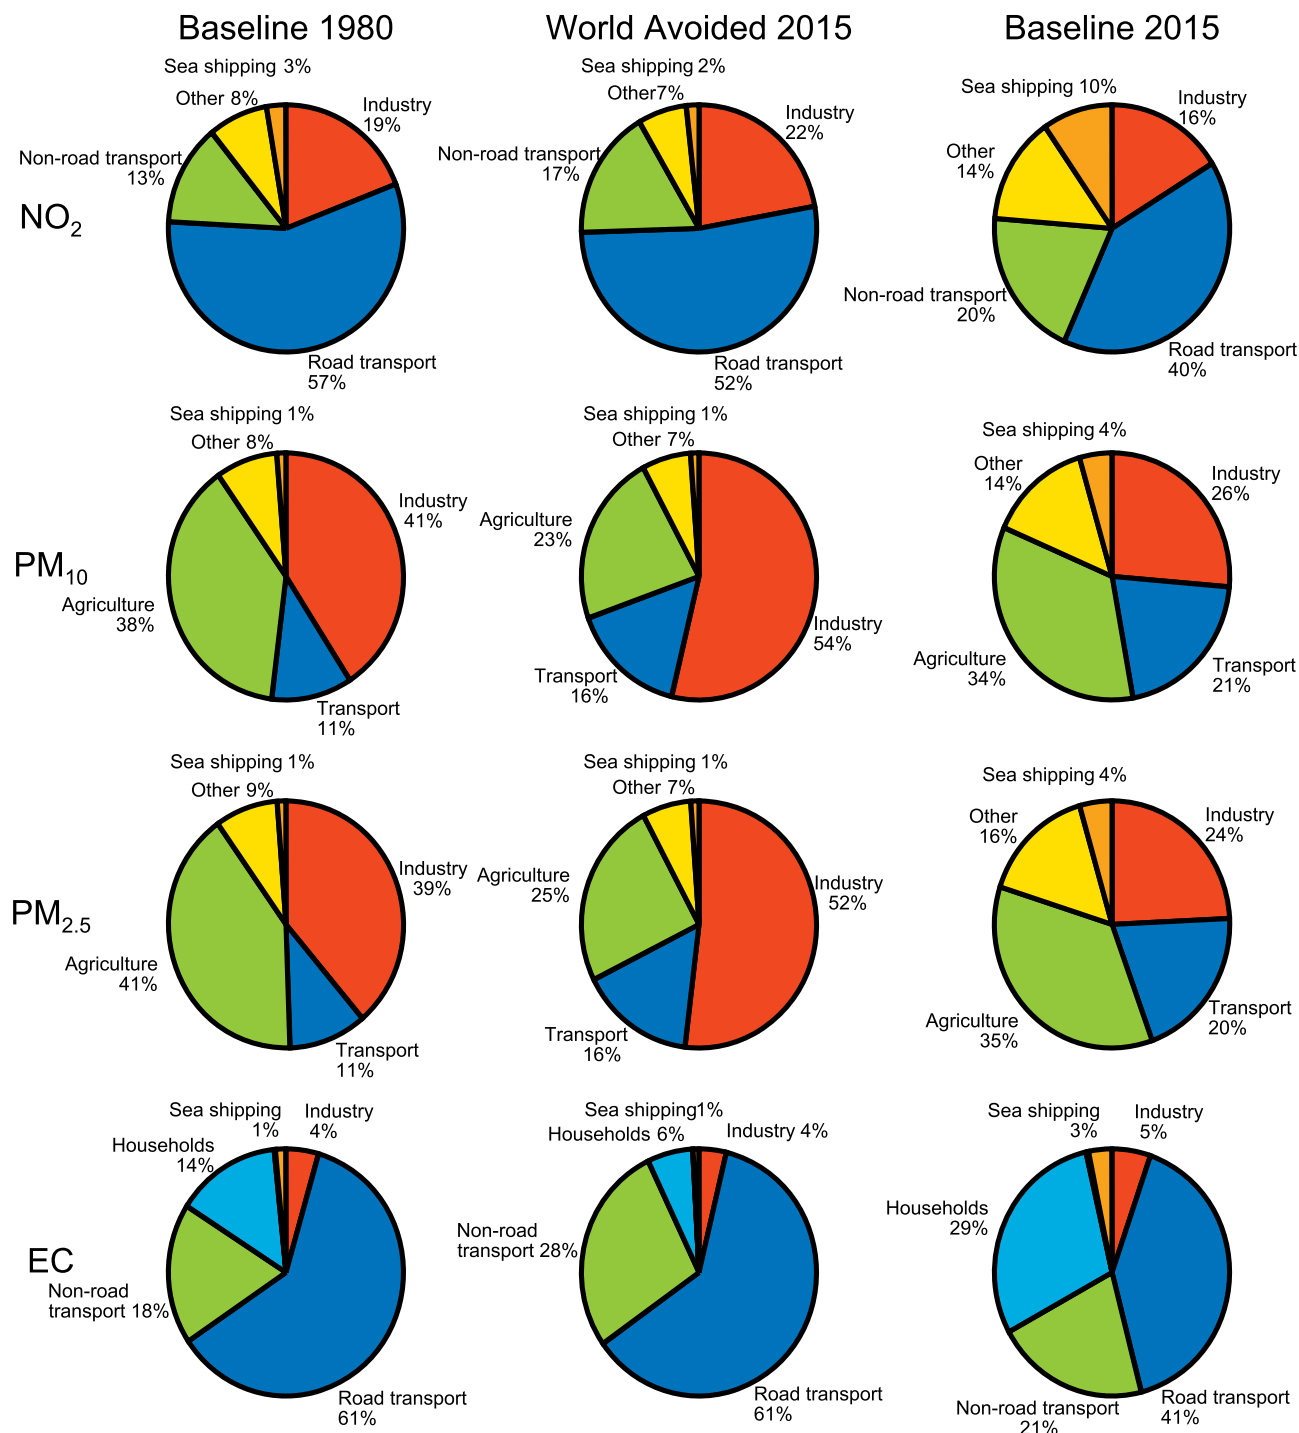 Baseline 1980
World Avoided 2015
Baseline 2015
NO2
Sea shipping 3%
Other 8%
Industry
19%
Non-road transport
13%
Road transport
57%
Sea shipping 2%
Other7%
Industry
22%
Non-road transport
17%
Road transport
52%
Sea shipping 10%
Industry
16%
Other
14%
Non-road transport
20%
Road transport
40%
PM10
Sea shipping 1%
Other 8%
Industry
41%
Agriculture
38%
Transport
11%
Sea shipping 1%
Other 7%
Agriculture
23%
Industry
54%
Transport
16%
Sea shipping 4%
Other
14%
Industry
26%
Agriculture
34%
Transport
21%
PM2.5
Sea shipping 1%
Other 9%
Industry
39%
Agriculture
41%
Transport
11%
Sea shipping 1%
Other 7%
Agriculture
25%
Industry
52%
Transport
16%
Sea shipping 4%
Other
16%
Industry
24%
Agriculture
35%
Transport
20%
EC
Sea shipping
1%
Industry
4%
Households
14%
Non-road
transport 18%
Road transport
61%
Sea shipping1%
Households 6%
Industry 4%
Non-road
transport 28%
Road transport
61%
Sea shipping
3%
Industry
5%
Households
29%
Non-road transport
21%
Road transport
41%